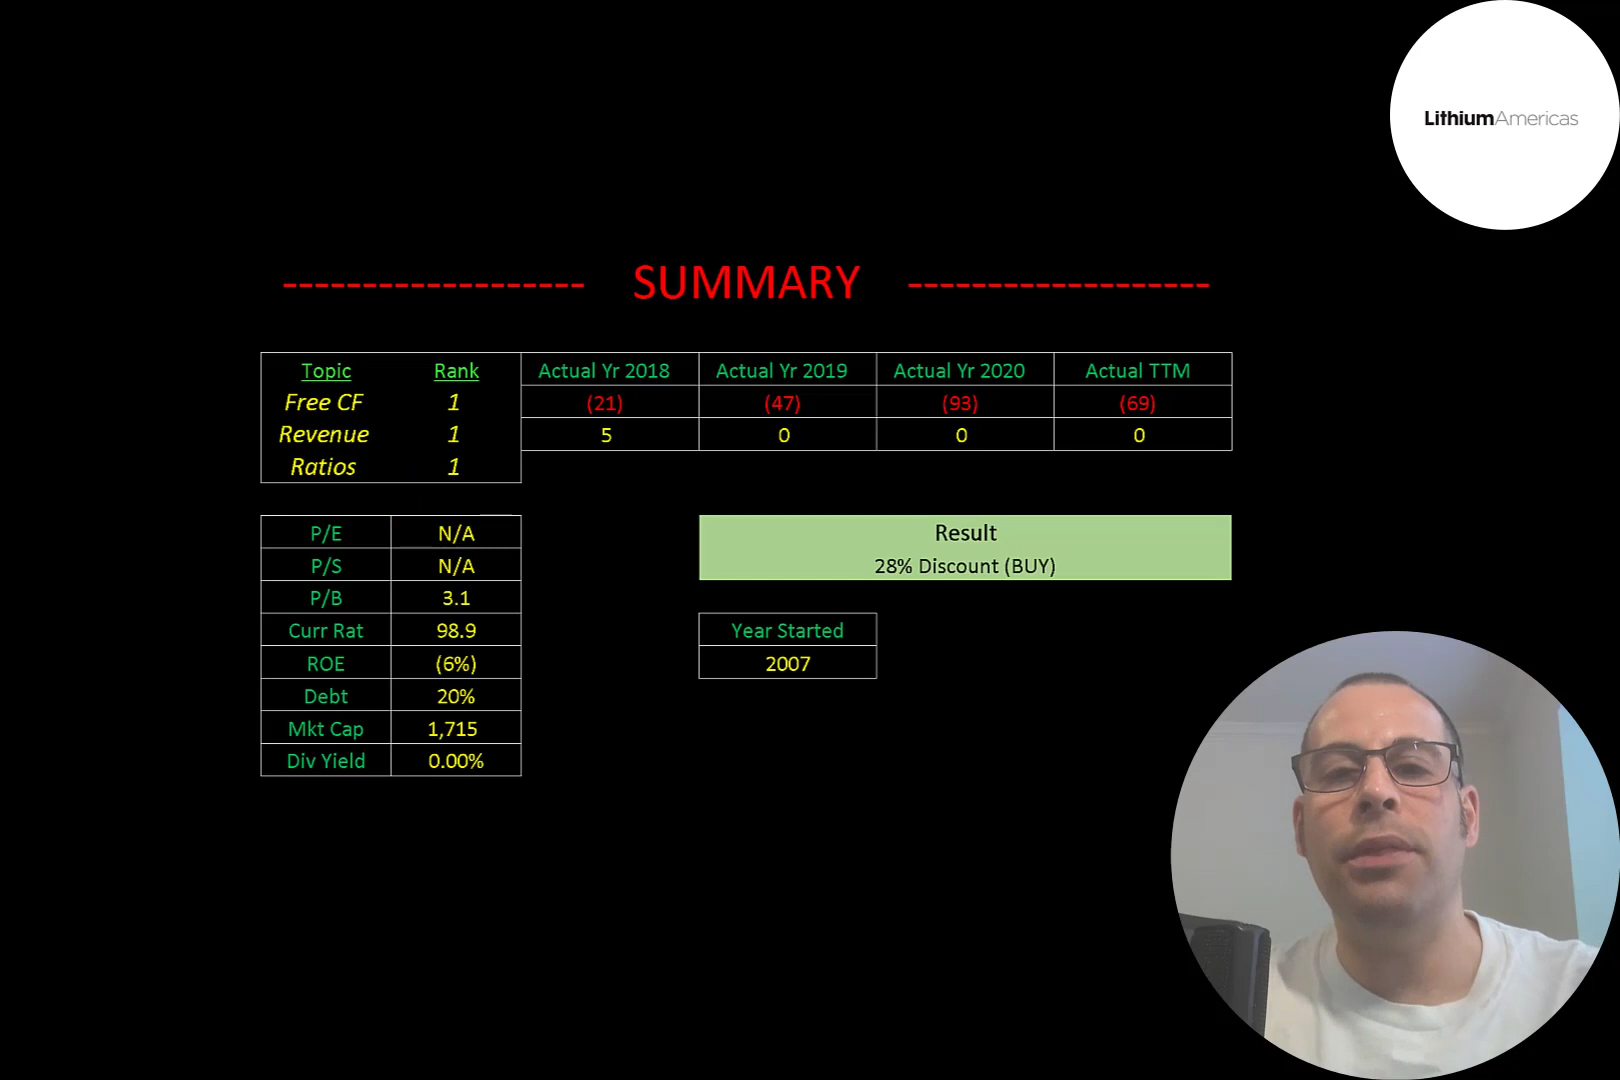 LithiumAmericas
------------------- SUMMARY -------------------
Topic Rank Actual Yr 2018 Actual Yr 2019 Actual Yr 2020 Actual TTM
Free CF 1 (21) (47) (93) (69)
Revenue 1 5 0 0 0
Ratios 1
P/E N/A
P/S N/A
P/B 3.1
Curr Rat 98.9
ROE (6%)
Debt 20%
Mkt Cap 1,715
Div Yield 0.00%
Result
28% Discount (BUY)
Year Started
2007